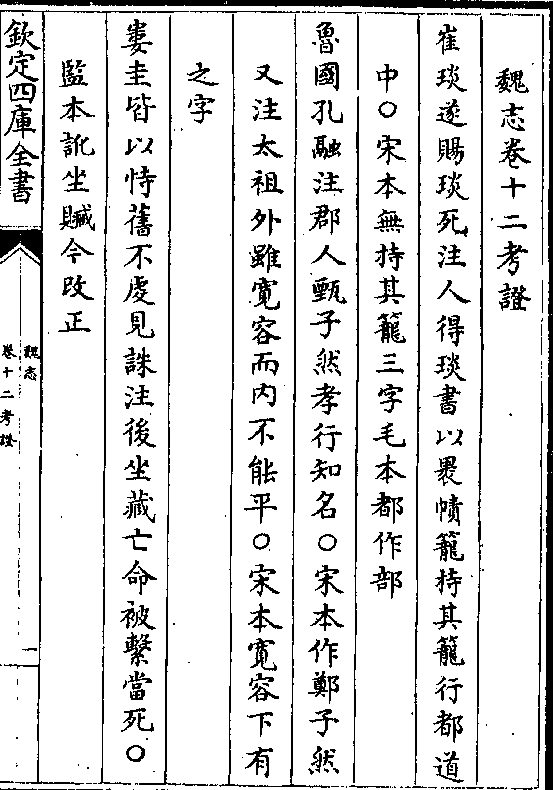 魏志卷十二考證
崔琰遂賜琰死注人得琰書以裹幘籠持其籠行都道
中○宋本無持其籠三字毛本都作部
魯國孔融注郡人甄子然孝行知名○宋本作鄭子然
又注太祖外雖寛容而内不能平○宋本寛容下有
之字
婁圭皆以恃舊不虔見誅注後坐藏亡命被繫當死○
監本訛坐贓今改正
欽定四庫全書
魏志
卷十二考證
一